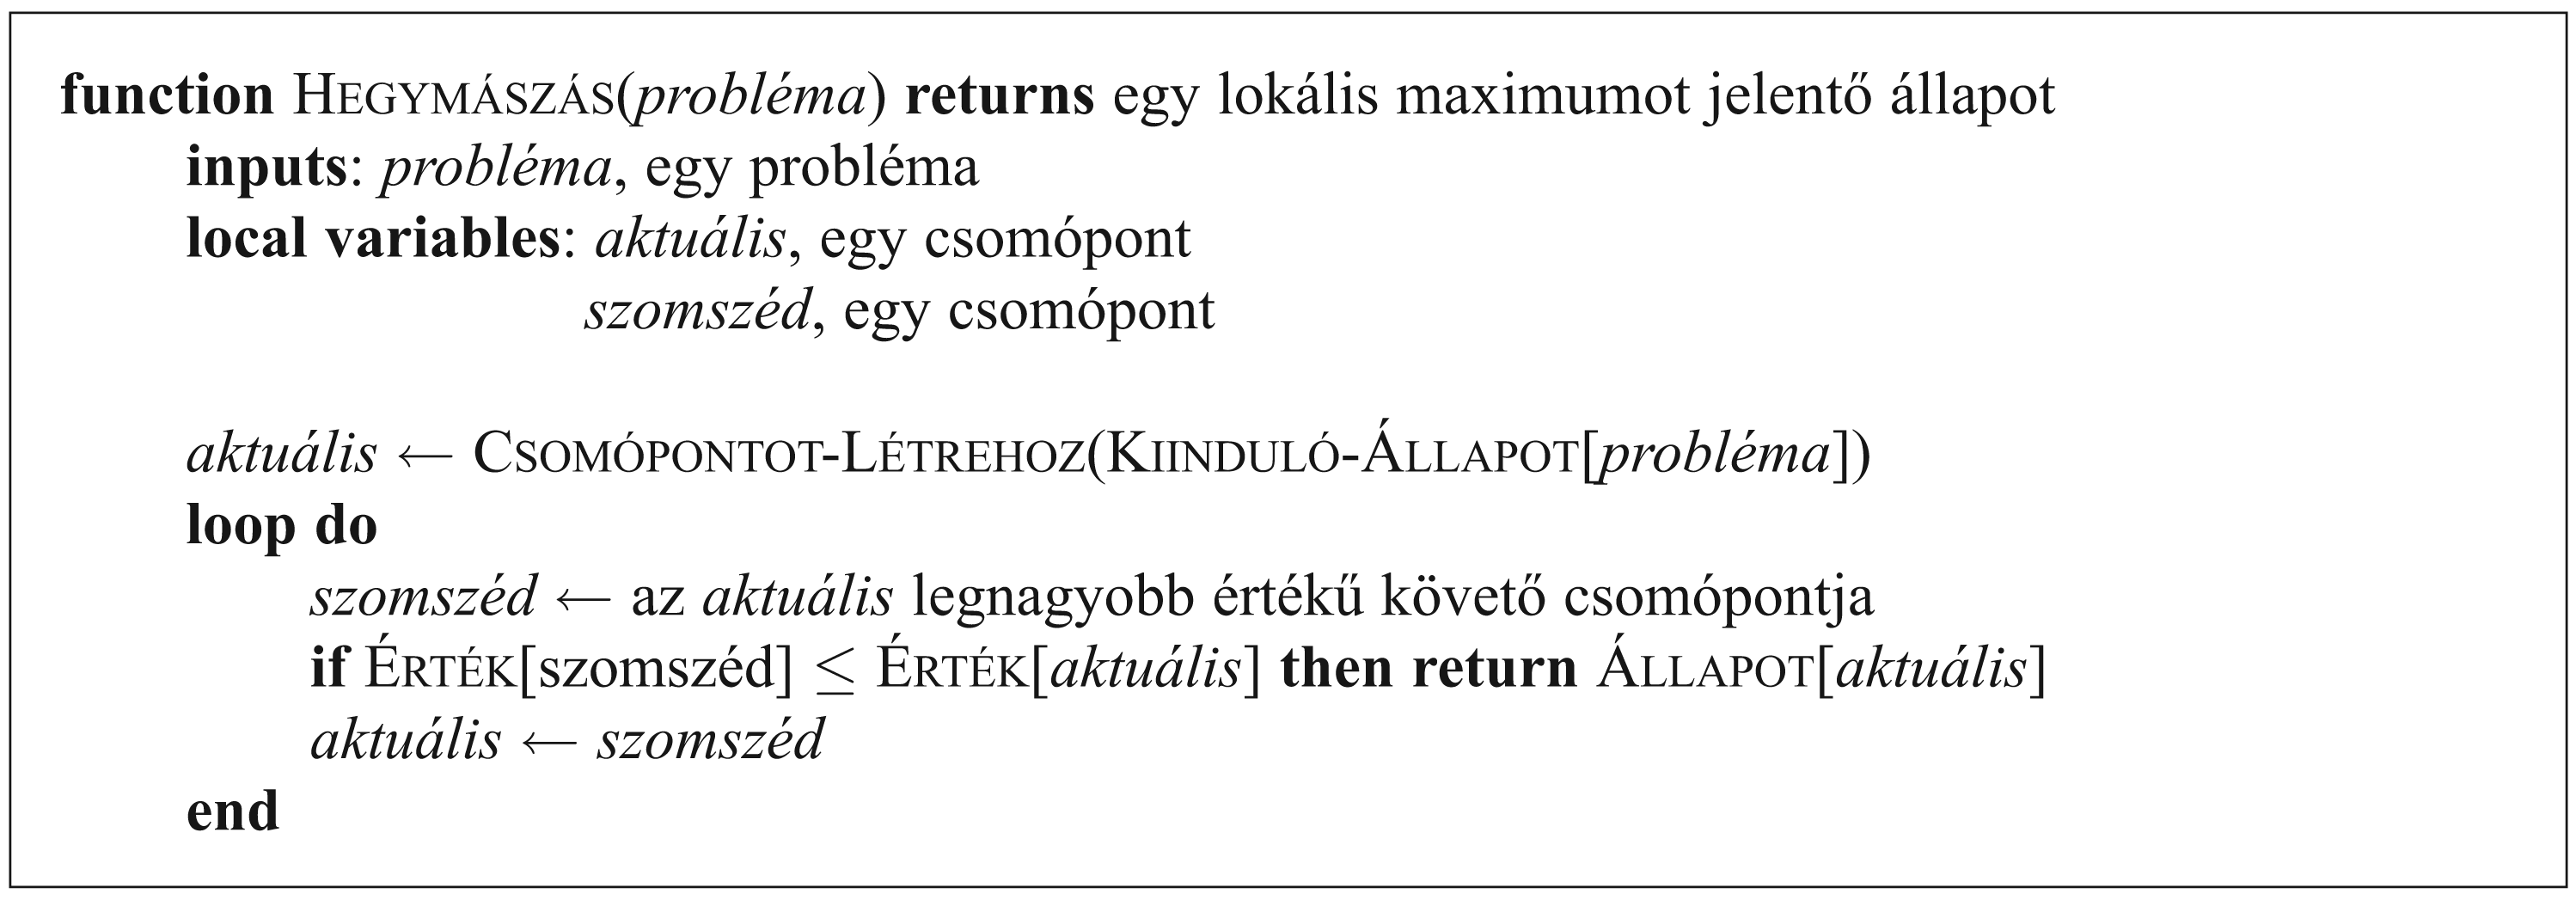 function HEGYMÁSZÁS(probléma) returns egy lokális maximumot jelentő állapot
inputs: probléma, egy probléma
local variables: aktuális, egy csomópont
szomszéd, egy csomópont
aktuális ← CSOMÓPONTOT-LÉTREHOZ(KIINDULÓ-ÁLLAPOT[probléma])
loop do
szomszéd ← az aktuális legnagyobb értékű követő csomópontja
if ÉRTÉK[szomszéd] ≤ ÉRTÉK[aktuális] then return ÁLLAPOT[aktuális]
aktuális ← szomszéd
end